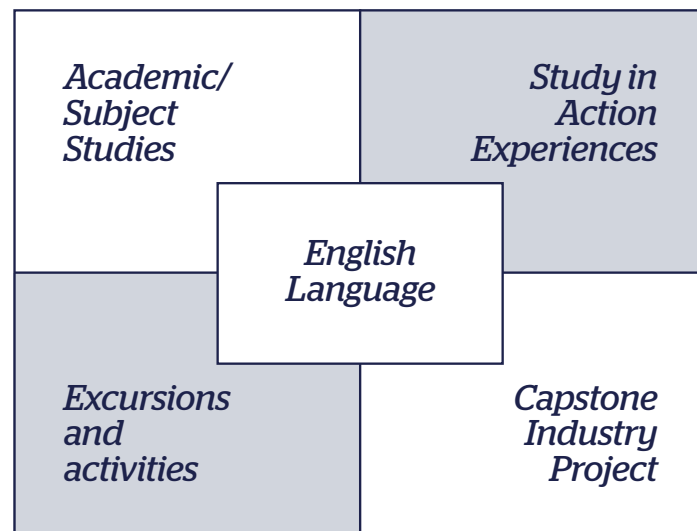 Academic/
Subject
Studies
Study in
Action
Experiences
English
Language
Excursions
and
activities
Capstone
Industry
Project